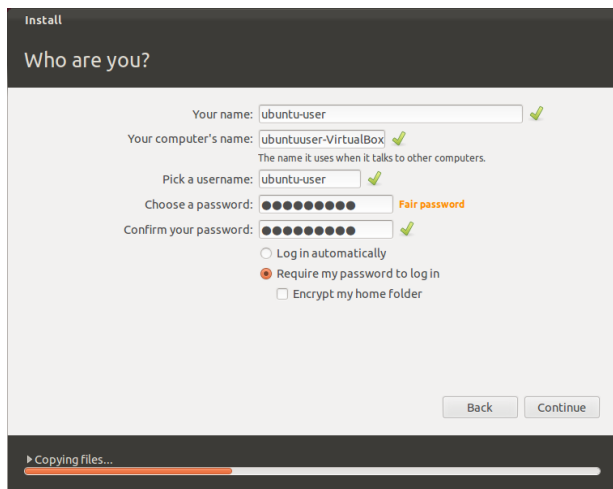 Install
Who are you?
Your name: ubuntu-user
Your computer's name: ubuntuuser-VirtualBox
The name it uses when it talks to other computers.
Pick a username: ubuntu-user
Choose a password: ●●●●●●●●● Fair password
Confirm your password: ●●●●●●●●●
Log in automatically
Require my password to log in
Encrypt my home folder
Back Continue
Copying files...